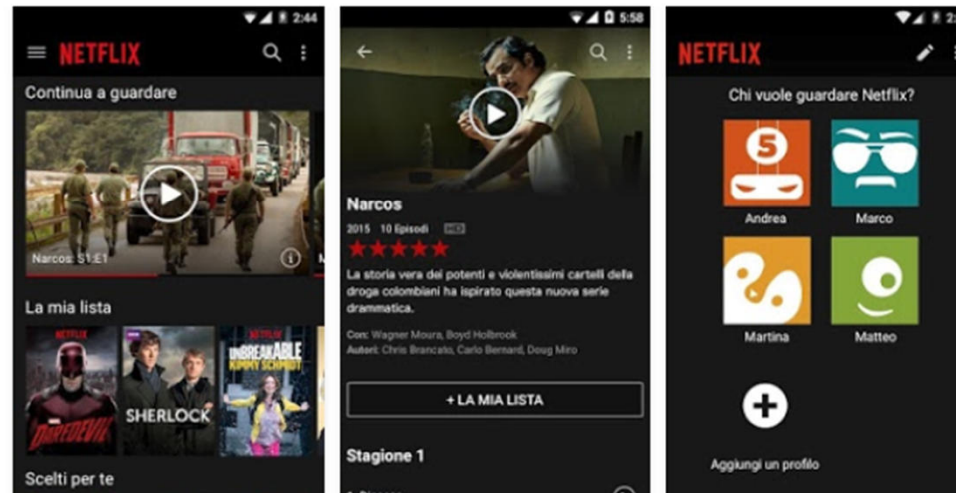 2:44
NETFLIX
Continua a guardare
Narcos: S1:E1
La mia lista
NETFLIX
DAREDEVIL
BBC
SHERLOCK
NETFLIX
UNBREAKABLE
KIMMY SCHMIDT
Scelti per te
5:58
Narcos
2015 10 Episodi HD
La storia vera dei potenti e violentissimi cartelli della
droga colombiani ha ispirato questa nuova serie
drammatica.
Con: Wagner Moura, Boyd Holbrook
Autori: Chris Brancato, Carlo Bernard, Doug Miro
+ LA MIA LISTA
Stagione 1
NETFLIX
Chi vuole guardare Netflix?
5
Andrea
Marco
Martina
Matteo
Aggiungi un profilo